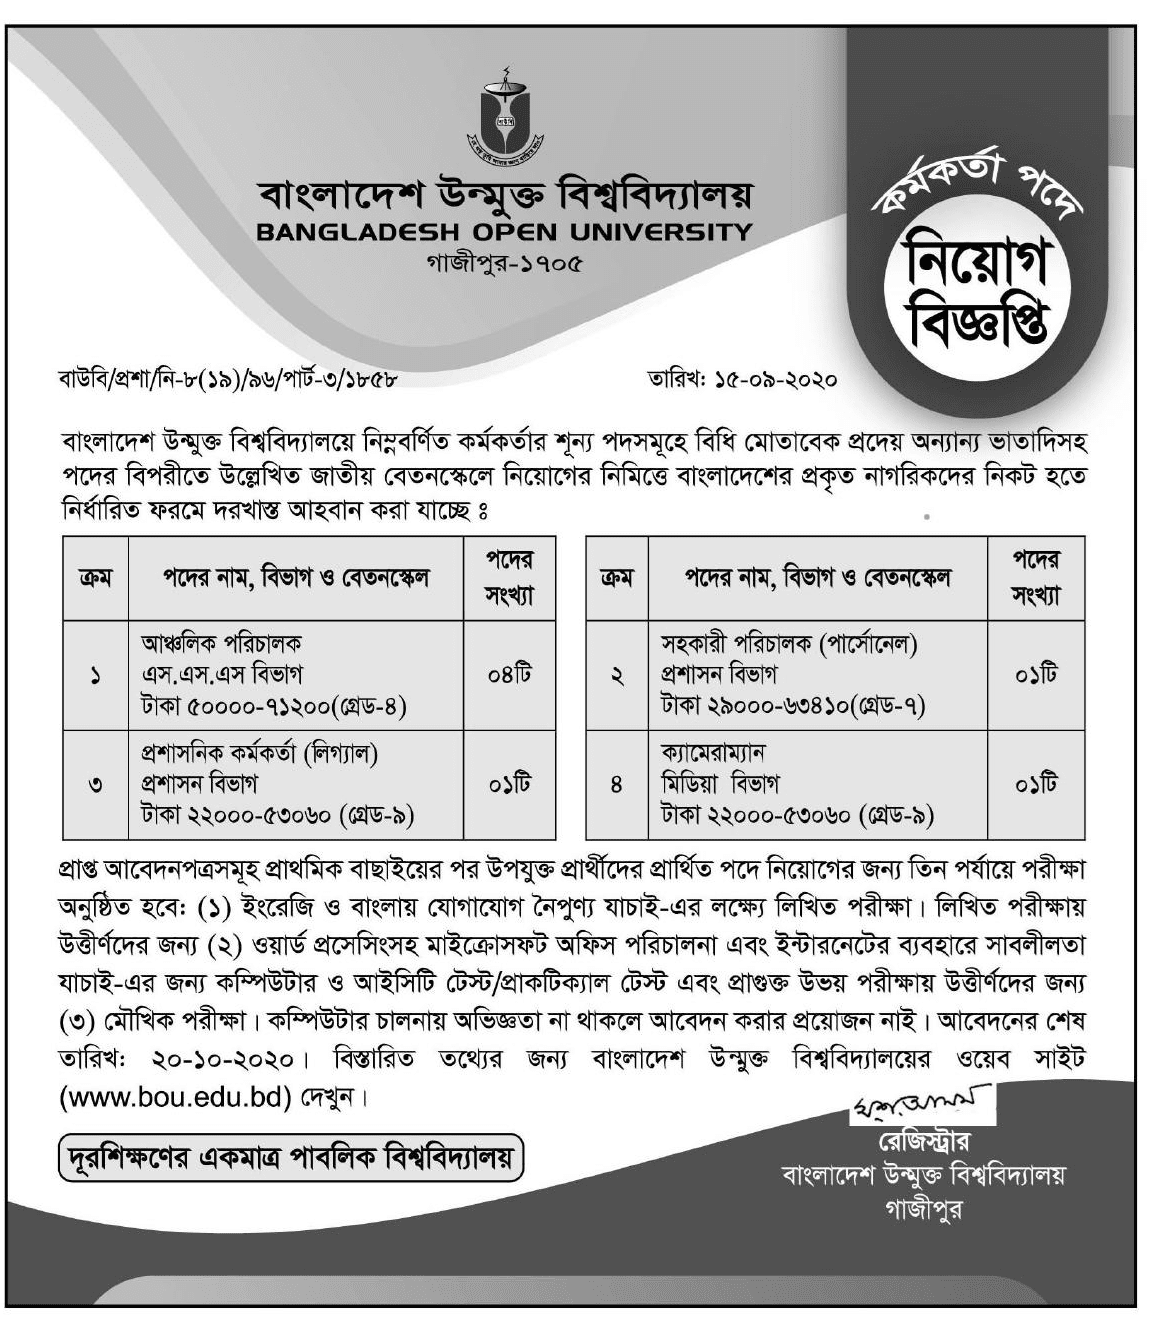 বাউবি
বাংলাদেশ উন্মুক্ত বিশ্ববিদ্যালয়
BANGLADESH OPEN UNIVERSITY
গাজীপুর-১৭০৫
কর্মকর্তা পদে
নিয়োগ
বিজ্ঞপ্তি
বাউবি/প্রশা/নি-৮(১৯)/৯৬/পার্ট-৩/১৮৫৮
তারিখ: ১৫-০৯-২০২০
বাংলাদেশ উন্মুক্ত বিশ্ববিদ্যালয়ে নিম্নবর্ণিত কর্মকর্তার শূন্য পদসমূহে বিধি মোতাবেক প্রদেয় অন্যান্য ভাতাদিসহ
পদের বিপরীতে উল্লেখিত জাতীয় বেতনস্কেলে নিয়োগের নিমিত্তে বাংলাদেশের প্রকৃত নাগরিকদের নিকট হতে
নির্ধারিত ফরমে দরখাস্ত আহবান করা যাচ্ছে ঃ
ক্রম পদের নাম, বিভাগ ও বেতনস্কেল পদের
সংখ্যা
১ আঞ্চলিক পরিচালক
এস.এস.এস বিভাগ ০৪টি
টাকা ৫০০০০-৭১২০০(গ্রেড-৪)
৩ প্রশাসনিক কর্মকর্তা (লিগ্যাল)
প্রশাসন বিভাগ ০১টি
টাকা ২২০০০-৫৩০৬০ (গ্রেড-৯)
ক্রম পদের নাম, বিভাগ ও বেতনস্কেল পদের
সংখ্যা
২ সহকারী পরিচালক (পার্সোনেল)
প্রশাসন বিভাগ ০১টি
টাকা ২৯০০০-৬৩৪১০(গ্রেড-৭)
৪ ক্যামেরাম্যান
মিডিয়া বিভাগ ০১টি
টাকা ২২০০০-৫৩০৬০ (গ্রেড-৯)
প্রাপ্ত আবেদনপত্রসমূহ প্রাথমিক বাছাইয়ের পর উপযুক্ত প্রার্থীদের প্রার্থিত পদে নিয়োগের জন্য তিন পর্যায়ে পরীক্ষা
অনুষ্ঠিত হবে: (১) ইংরেজি ও বাংলায় যোগাযোগ নৈপুণ্য যাচাই-এর লক্ষ্যে লিখিত পরীক্ষা। লিখিত পরীক্ষায়
উত্তীর্ণদের জন্য (২) ওয়ার্ড প্রসেসিংসহ মাইক্রোসফট অফিস পরিচালনা এবং ইন্টারনেটের ব্যবহারে সাবলীলতা
যাচাই-এর জন্য কম্পিউটার ও আইসিটি টেস্ট/প্রাকটিক্যাল টেস্ট এবং প্রাগুক্ত উভয় পরীক্ষায় উত্তীর্ণদের জন্য
(৩) মৌখিক পরীক্ষা। কম্পিউটার চালনায় অভিজ্ঞতা না থাকলে আবেদন করার প্রয়োজন নাই। আবেদনের শেষ
তারিখ: ২০-১০-২০২০। বিস্তারিত তথ্যের জন্য বাংলাদেশ উন্মুক্ত বিশ্ববিদ্যালয়ের ওয়েব সাইট
(www.bou.edu.bd) দেখুন।
দূরশিক্ষণের একমাত্র পাবলিক বিশ্ববিদ্যালয়
রেজিস্ট্রার
বাংলাদেশ উন্মুক্ত বিশ্ববিদ্যালয়
গাজীপুর